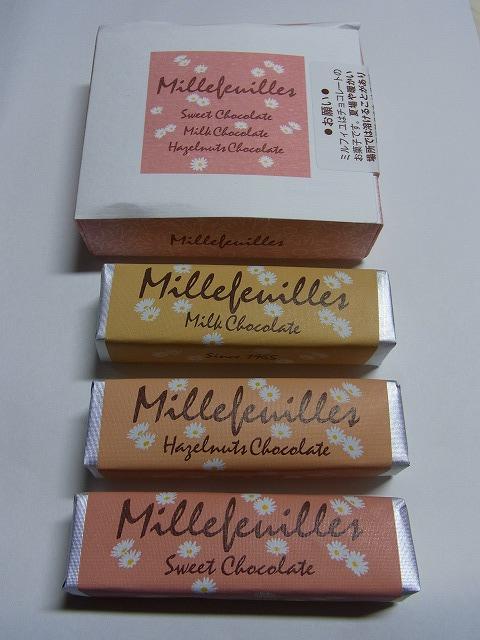 Millefeuilles
Sweet Chocolate
Milk Chocolate
Hazelnuts Chocolate
●お願い●
ミルフィユはチョコレートの
お菓子です。夏場や暖かい
場所では溶けることがあり
Millefeuilles
Millefeuilles
Milk Chocolate
Since 1965
Millefeuilles
Hazelnuts Chocolate
Millefeuilles
Sweet Chocolate